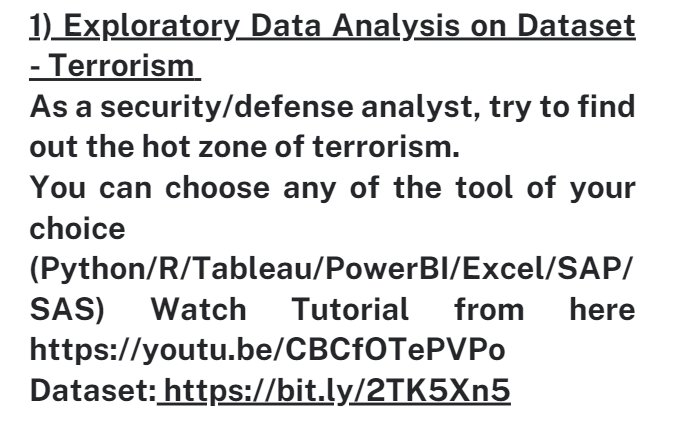 1) Exploratory Data Analysis on Dataset
- Terrorism
As a security/defense analyst, try to find
out the hot zone of terrorism.
You can choose any of the tool of your
choice
(Python/R/Tableau/PowerBI/Excel/SAP/
SAS) Watch Tutorial from here
https://youtu.be/CBCfOTePVPo
Dataset: https://bit.ly/2TK5Xn5